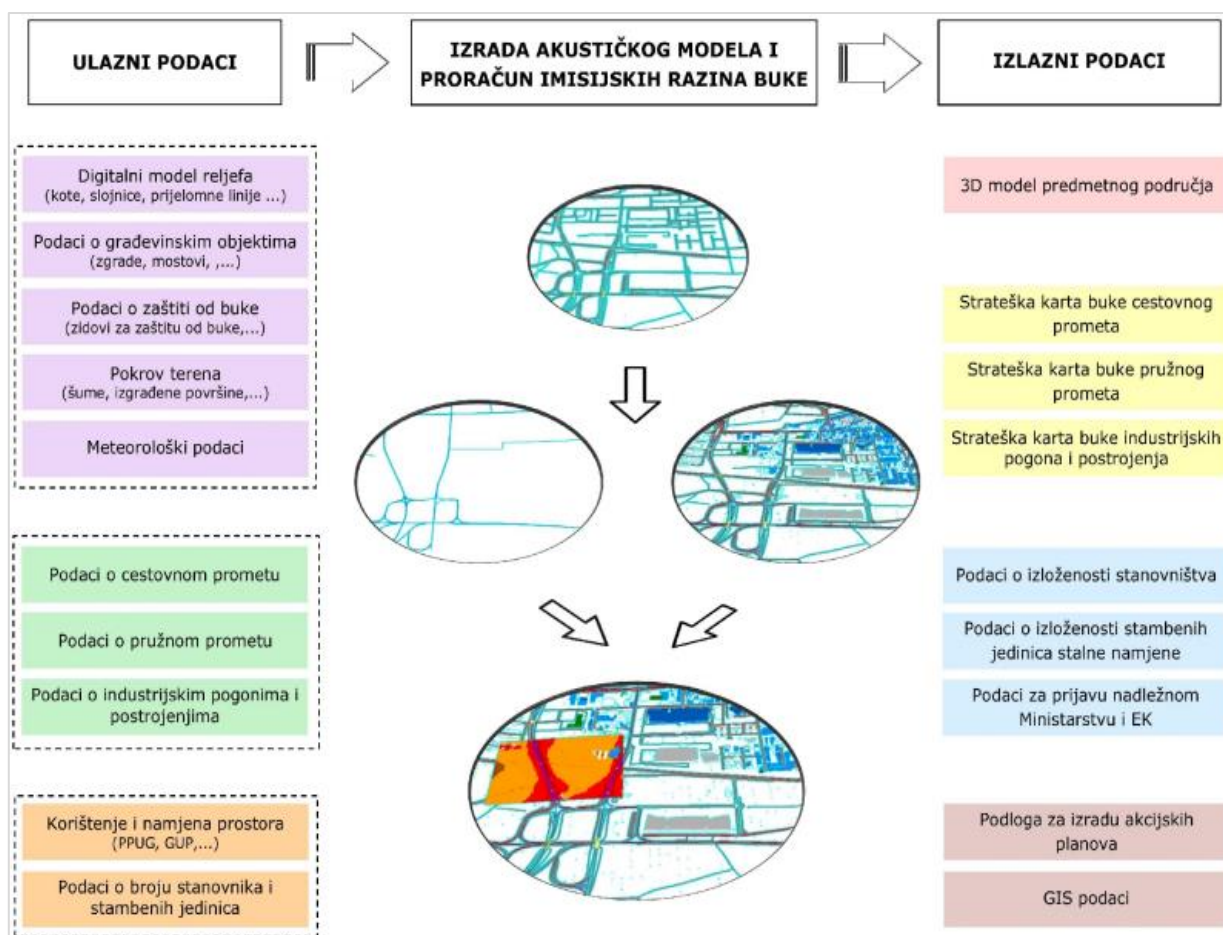 ULAZNI PODACI
IZRADA AKUSTIČKOG MODELA I
PRORAČUN IMISIJSKIH RAZINA BUKE
IZLAZNI PODACI
Digitalni model reljefa
(kote, slojnice, prijelomne linije ...)
Podaci o građevinskim objektima
(zgrade, mostovi, ,...)
Podaci o zaštiti od buke
(zidovi za zaštitu od buke,...)
Pokrov terena
(šume, izgrađene površine,...)
Meteorološki podaci
Podaci o cestovnom prometu
Podaci o pružnom prometu
Podaci o industrijskim pogonima i
postrojenjima
Korištenje i namjena prostora
(PPUG, GUP,...)
Podaci o broju stanovnika i
stambenih jedinica
3D model predmetnog područja
Strateška karta buke cestovnog
prometa
Strateška karta buke pružnog
prometa
Strateška karta buke industrijskih
pogona i postrojenja
Podaci o izloženosti stanovništva
Podaci o izloženosti stambenih
jedinica stalne namjene
Podaci za prijavu nadležnom
Ministarstvu i EK
Podloga za izradu akcijskih
planova
GIS podaci